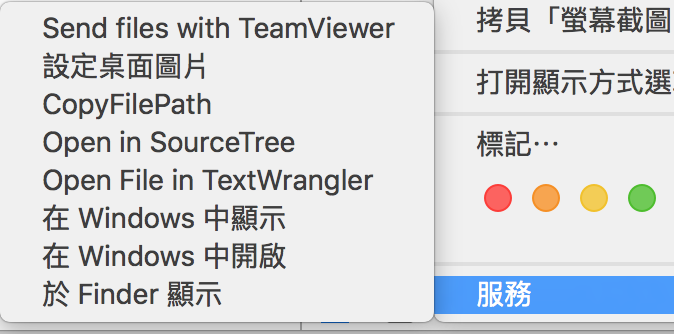 Send files with TeamViewer
設定桌面圖片
CopyFilePath
Open in SourceTree
Open File in TextWrangler
在 Windows 中顯示
在 Windows 中開啟
於 Finder 顯示
拷貝「螢幕截圖
打開顯示方式選
標記⋯
服務